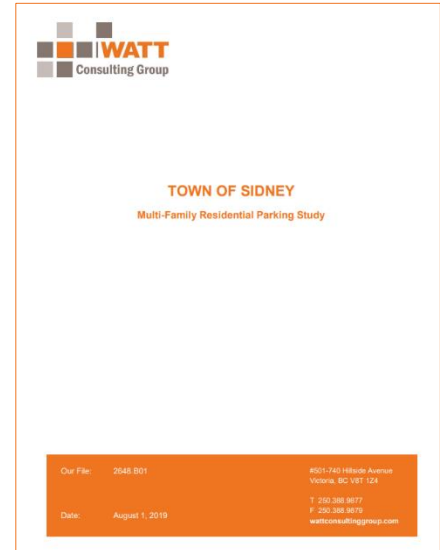 WATT
Consulting Group
TOWN OF SIDNEY
Multi-Family Residential Parking Study
Our File: 2648.B01
Date: August 1, 2019
#501-740 Hillside Avenue
Victoria, BC V8T 1Z4
T 250.388.9877
F 250.388.9879
wattconsultinggroup.com